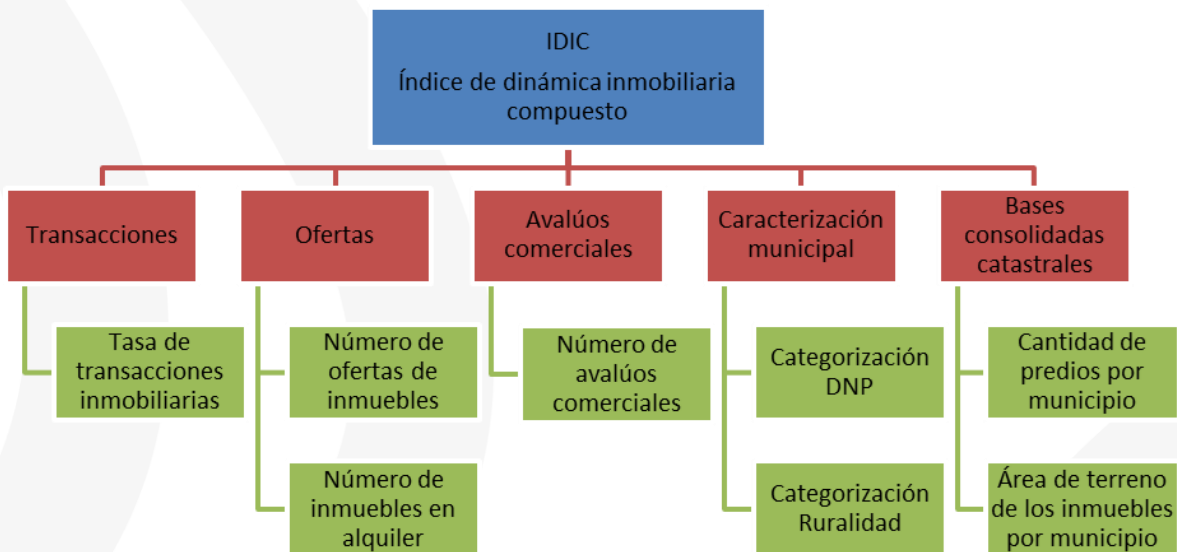 IDIC
Índice de dinámica inmobiliaria
compuesto
Transacciones
Ofertas
Avalúos
comerciales
Caracterización
municipal
Bases
consolidadas
catastrales
Tasa de
transacciones
inmobiliarias
Número de
ofertas de
inmuebles
Número de
avalúos
comerciales
Categorización
DNP
Cantidad de
predios por
municipio
Número de
inmuebles en
alquiler
Categorización
Ruralidad
Área de terreno
de los inmuebles
por municipio